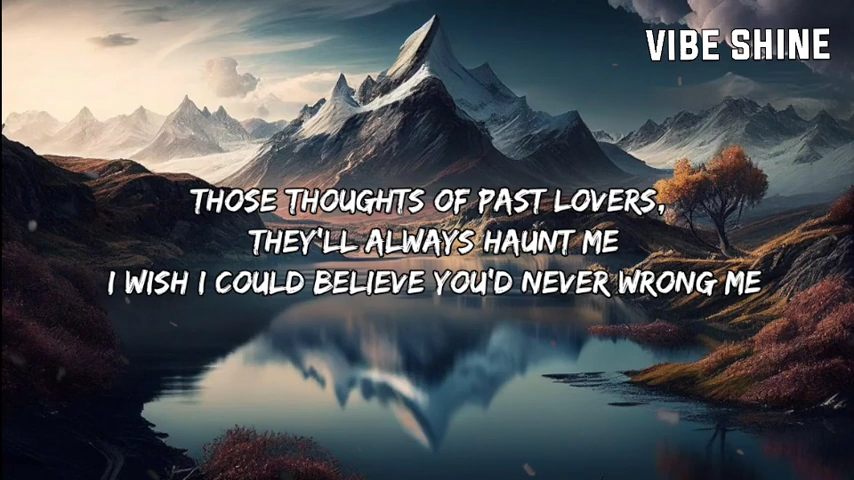 VIBE SHINE
THOSE THOUGHTS OF PAST LOVERS,
THEY'LL ALWAYS HAUNT ME
I WISH I COULD BELIEVE YOU'D NEVER WRONG ME